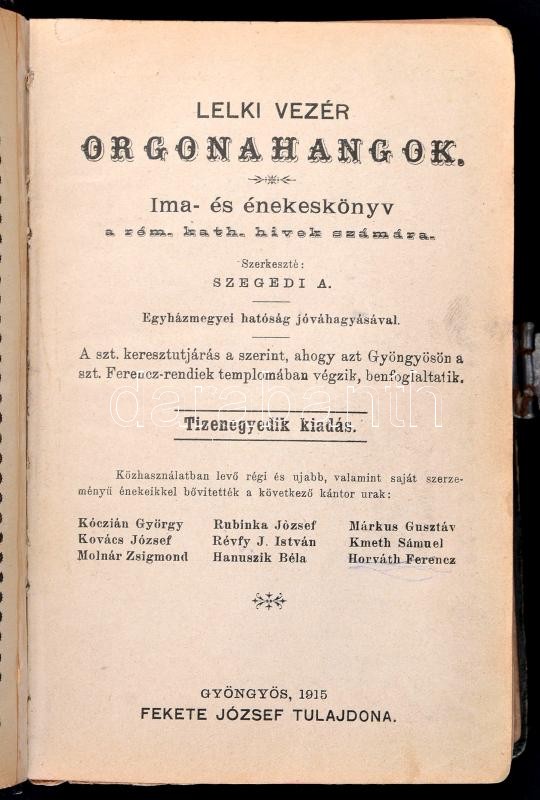 LELKI VEZÉR
ORGONAHANGOK.
Ima- és énekeskönyv
a róm. kath. hivek számára.
Szerkeszté:
SZEGEDI A.
Egyházmegyei hatóság jóváhagyásával.
A szt. keresztutjárás a szerint, ahogy azt Gyöngyösön a
szt. Ferencz-rendiek templomában végzik, benfoglaltatik.
darabanth
Tizenegyedik kiadás.
Közhasználatban levő régi és ujabb, valamint saját szerze-
ményü énekeikkel bővitették a következő kántor urak:
Kóczián György Rubinka József Márkus Gusztáv
Kovács József Révfy J. István Kmeth Sámuel
Molnár Zsigmond Hanuszik Béla Horváth Ferencz
GYÖNGYÖS, 1915
FEKETE JÓZSEF TULAJDONA.